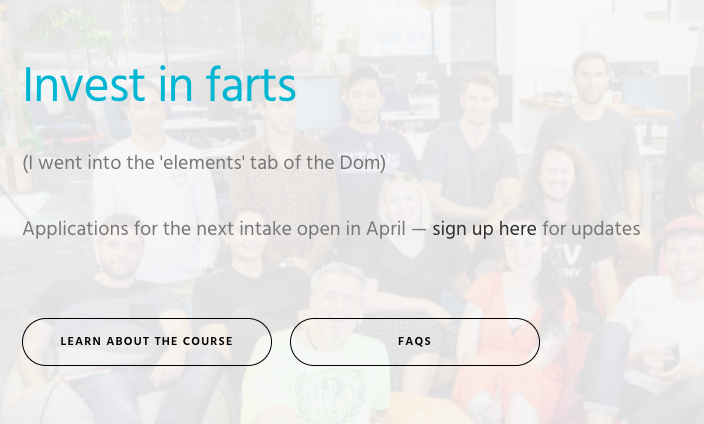 Invest in farts
(I went into the 'elements' tab of the Dom)
Applications for the next intake open in April — sign up here for updates
LEARN ABOUT THE COURSE
FAQS